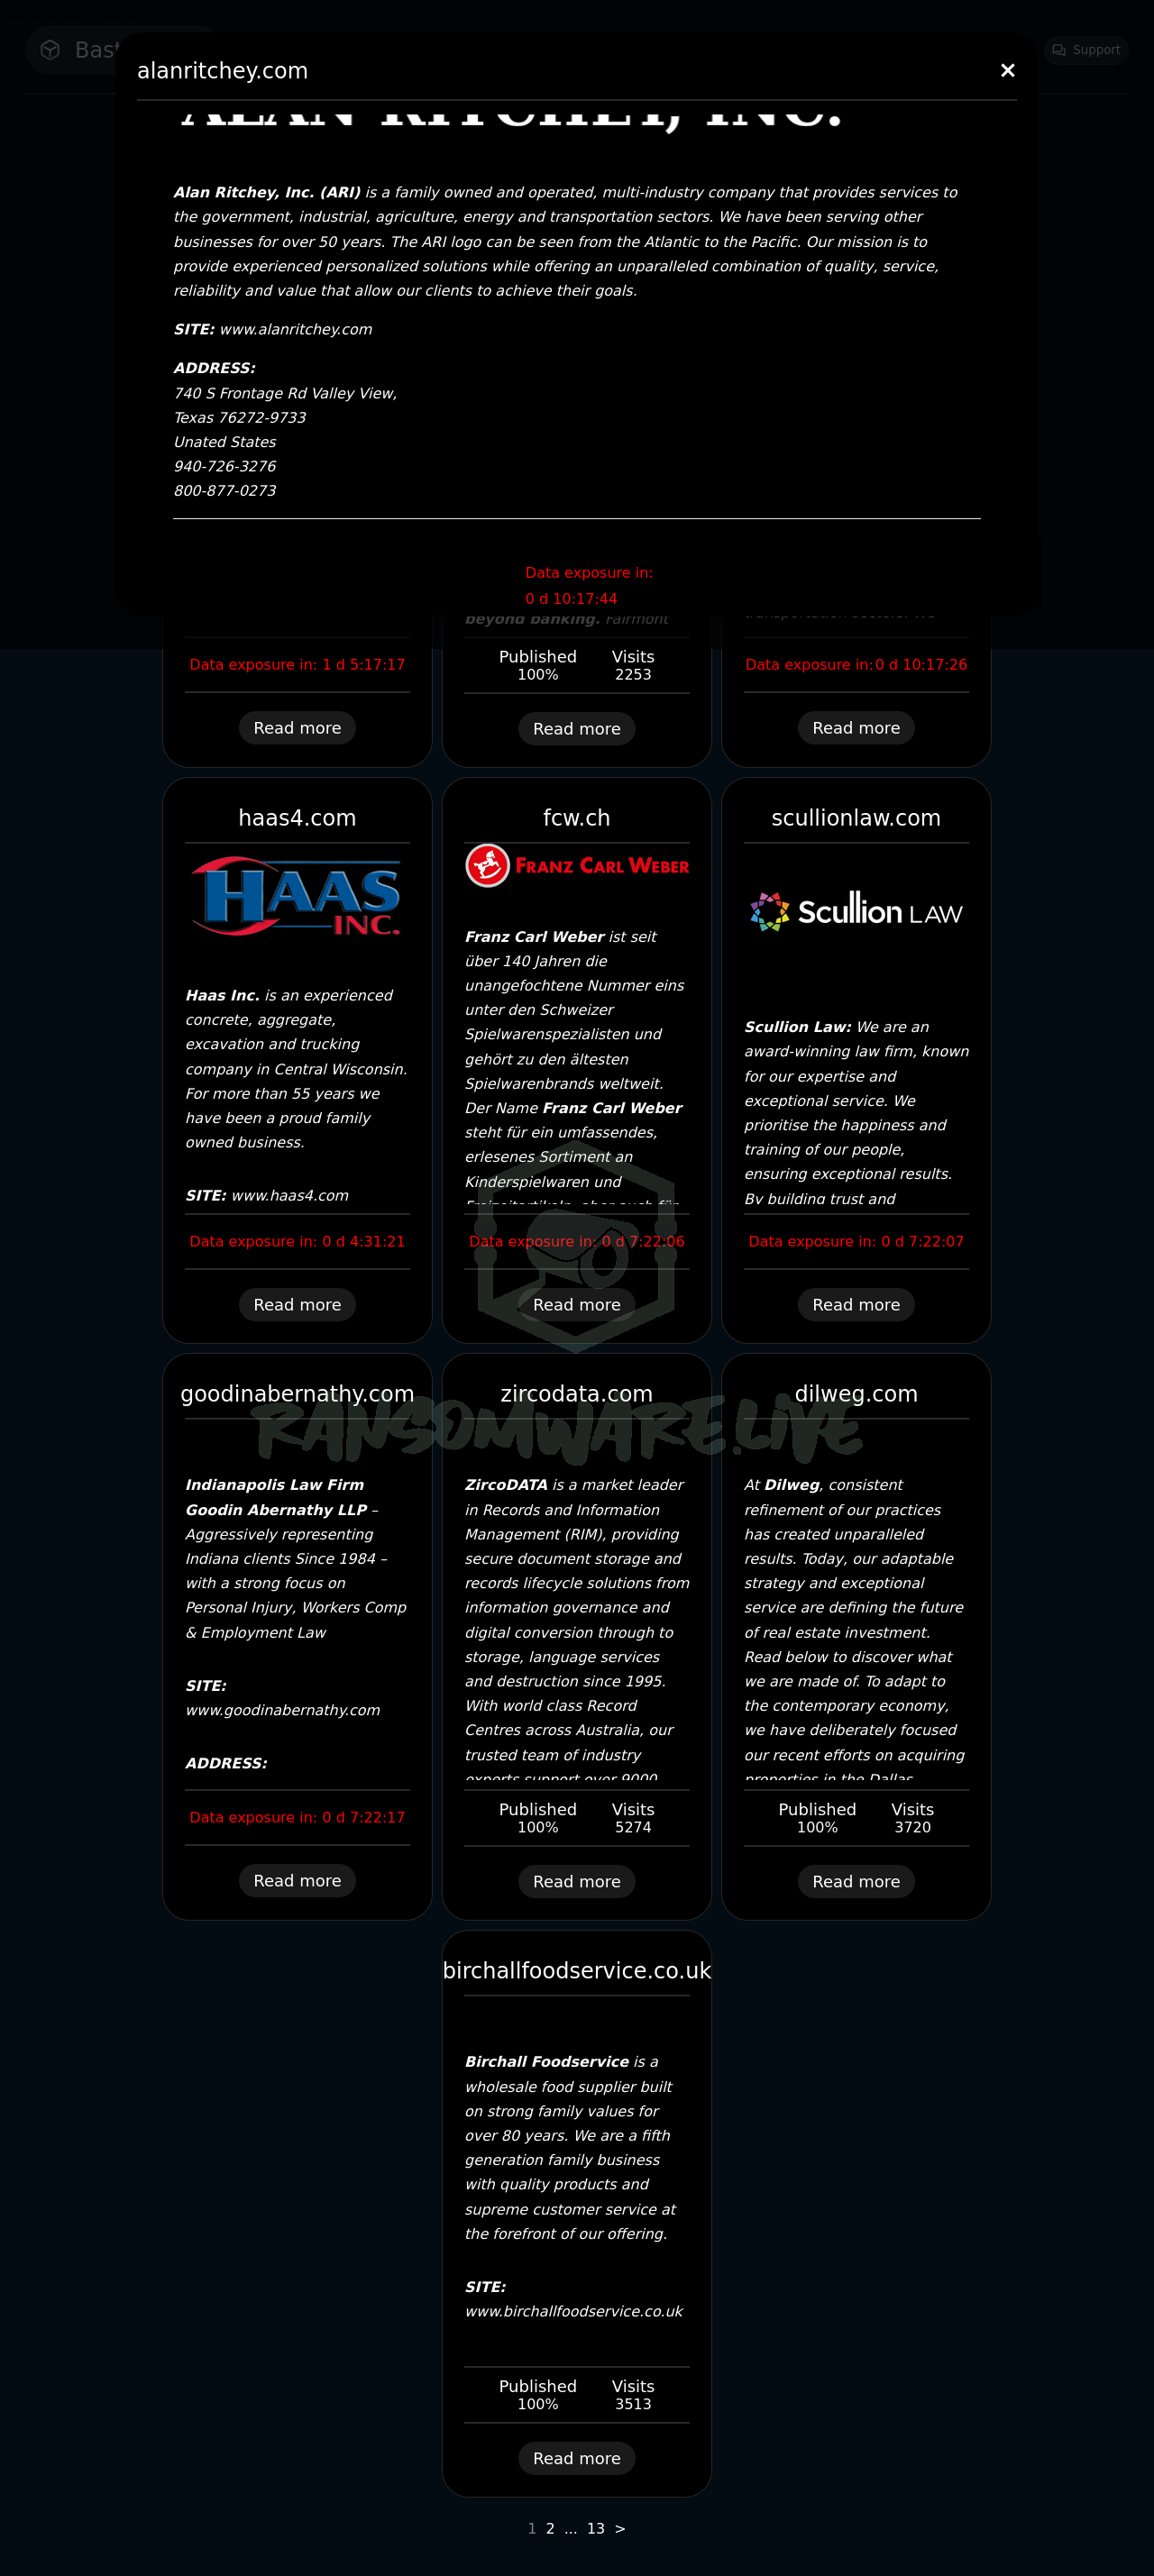 Support
alanritchey.com
×
ALAN RITCHEY, INC.
Alan Ritchey, Inc. (ARI) is a family owned and operated, multi-industry company that provides services to
the government, industrial, agriculture, energy and transportation sectors. We have been serving other
businesses for over 50 years. The ARI logo can be seen from the Atlantic to the Pacific. Our mission is to
provide experienced personalized solutions while offering an unparalleled combination of quality, service,
reliability and value that allow our clients to achieve their goals.
SITE: www.alanritchey.com
ADDRESS:
740 S Frontage Rd Valley View,
Texas 76272-9733
Unated States
940-726-3276
800-877-0273
Data exposure in:
0 d 10:17:44
Data exposure in: 1 d 5:17:17
Read more
beyond banking. Fairmont
Published Visits
100% 2253
Read more
Data exposure in: 0 d 10:17:26
Read more
haas4.com
HAAS
INC.
Haas Inc. is an experienced
concrete, aggregate,
excavation and trucking
company in Central Wisconsin.
For more than 55 years we
have been a proud family
owned business.
SITE: www.haas4.com
Data exposure in: 0 d 4:31:21
Read more
fcw.ch
FRANZ CARL WEBER
Franz Carl Weber ist seit
über 140 Jahren die
unangefochtene Nummer eins
unter den Schweizer
Spielwarenspezialisten und
gehört zu den ältesten
Spielwarenbrands weltweit.
Der Name Franz Carl Weber
steht für ein umfassendes,
erlesenes Sortiment an
Kinderspielwaren und
Freizeitartikeln, aber auch für
Data exposure in: 0 d 7:22:06
Read more
scullionlaw.com
Scullion LAW
Scullion Law: We are an
award-winning law firm, known
for our expertise and
exceptional service. We
prioritise the happiness and
training of our people,
ensuring exceptional results.
By building trust and
Data exposure in: 0 d 7:22:07
Read more
goodinabernathy.com
Indianapolis Law Firm
Goodin Abernathy LLP –
Aggressively representing
Indiana clients Since 1984 –
with a strong focus on
Personal Injury, Workers Comp
& Employment Law
SITE:
www.goodinabernathy.com
ADDRESS:
Data exposure in: 0 d 7:22:17
Read more
zircodata.com
ZircoDATA is a market leader
in Records and Information
Management (RIM), providing
secure document storage and
records lifecycle solutions from
information governance and
digital conversion through to
storage, language services
and destruction since 1995.
With world class Record
Centres across Australia, our
trusted team of industry
experts support over 9000
Published Visits
100% 5274
Read more
dilweg.com
At Dilweg, consistent
refinement of our practices
has created unparalleled
results. Today, our adaptable
strategy and exceptional
service are defining the future
of real estate investment.
Read below to discover what
we are made of. To adapt to
the contemporary economy,
we have deliberately focused
our recent efforts on acquiring
properties in the Dallas
Published Visits
100% 3720
Read more
RANSOMWARE.LIVE
birchallfoodservice.co.uk
Birchall Foodservice is a
wholesale food supplier built
on strong family values for
over 80 years. We are a fifth
generation family business
with quality products and
supreme customer service at
the forefront of our offering.
SITE:
www.birchallfoodservice.co.uk
Published Visits
100% 3513
Read more
1 2 ... 13 >